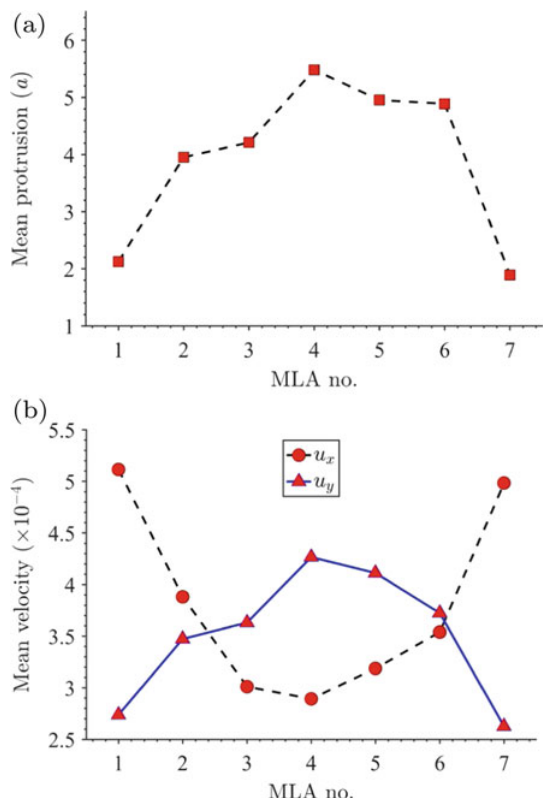 (a)
6
5
4
3
2
1
Mean protrusion (a)
1 2 3 4 5 6 7
MLA no.
(b)
5.5
5
4.5
4
3.5
3
2.5
Mean velocity (×10⁻⁴)
u_x
u_y
1 2 3 4 5 6 7
MLA no.